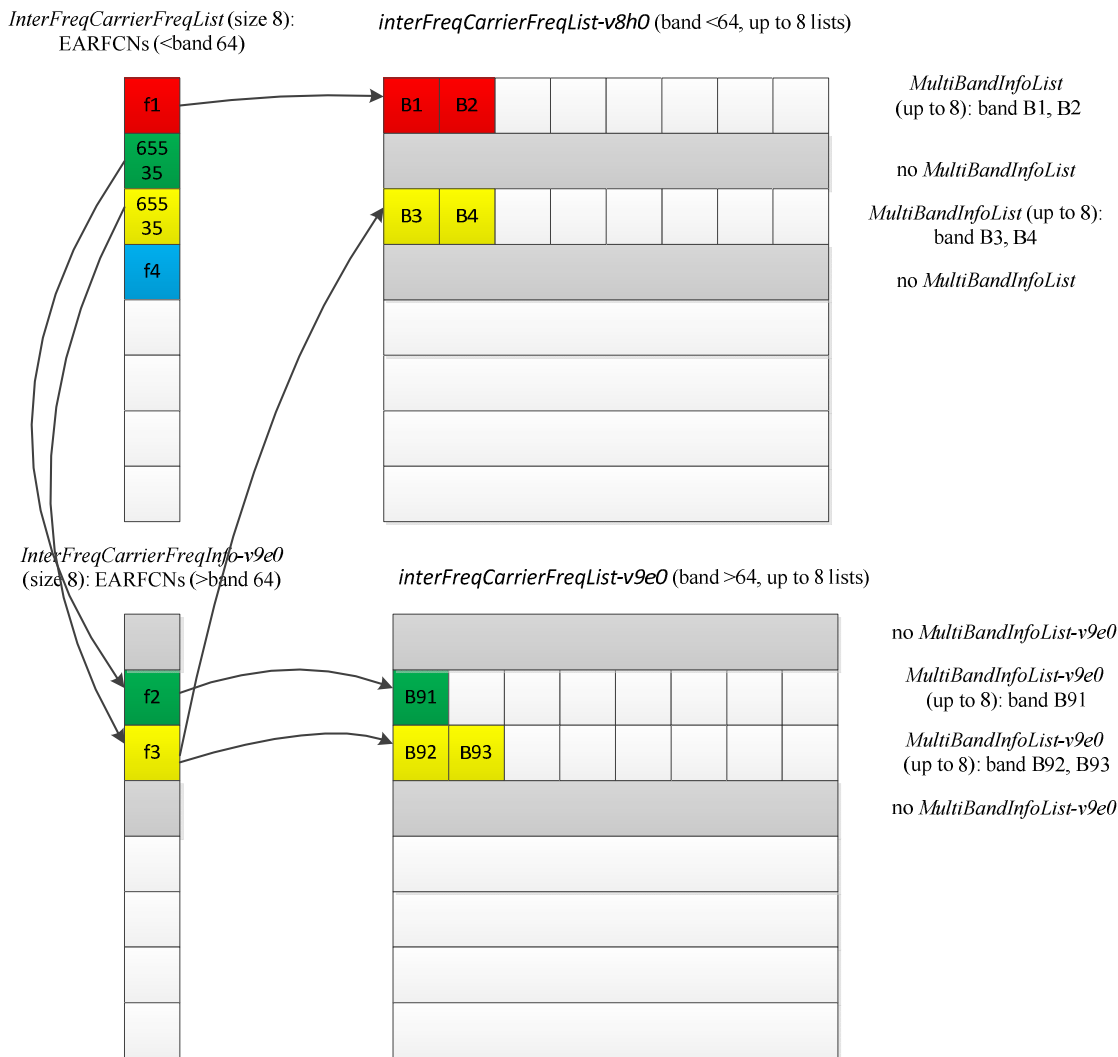 InterFreqCarrierFreqList (size 8):
EARFCNs (<band 64)
interFreqCarrierFreqList-v8h0 (band <64, up to 8 lists)
f1
B1 B2
MultiBandInfoList
(up to 8): band B1, B2
655
35
no MultiBandInfoList
655
35
B3 B4
MultiBandInfoList (up to 8):
band B3, B4
f4
no MultiBandInfoList
InterFreqCarrierFreqInfo-v9e0
(size 8): EARFCNs (>band 64)
interFreqCarrierFreqList-v9e0 (band >64, up to 8 lists)
no MultiBandInfoList-v9e0
f2
B91
MultiBandInfoList-v9e0
(up to 8): band B91
f3
B92 B93
MultiBandInfoList-v9e0
(up to 8): band B92, B93
no MultiBandInfoList-v9e0